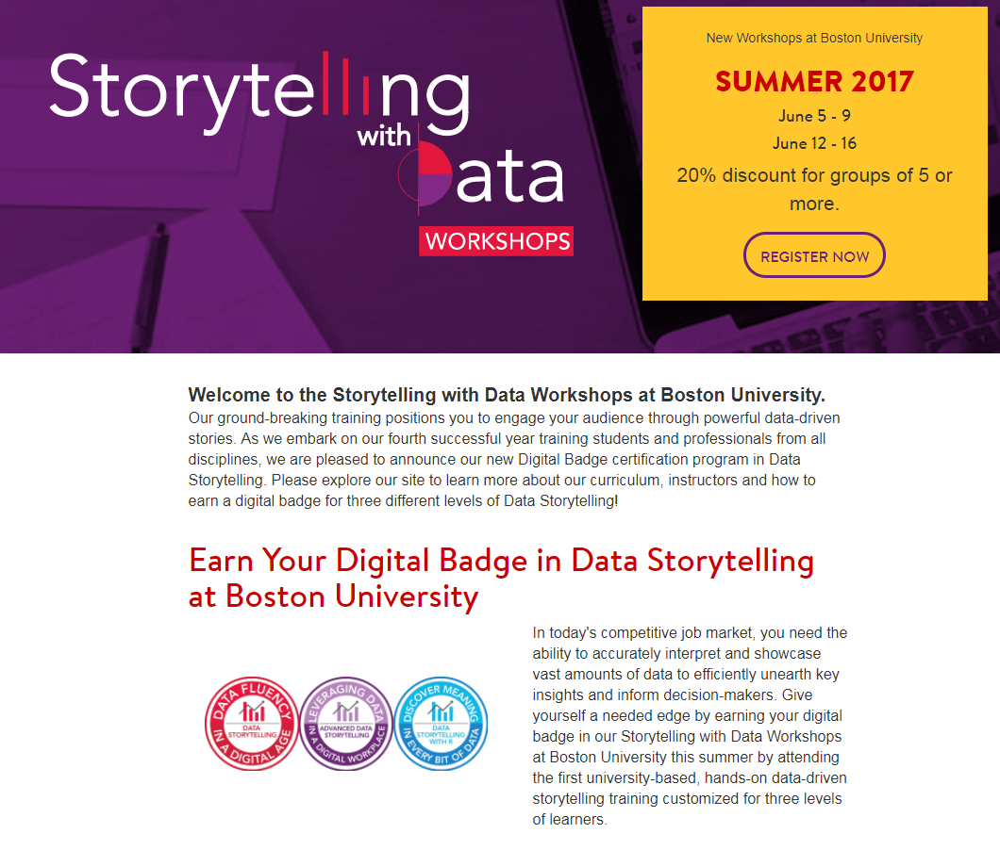 Storytelling
with
Data
WORKSHOPS
New Workshops at Boston University
SUMMER 2017
June 5 - 9
June 12 - 16
20% discount for groups of 5 or
more.
REGISTER NOW
Welcome to the Storytelling with Data Workshops at Boston University.
Our ground-breaking training positions you to engage your audience through powerful data-driven
stories. As we embark on our fourth successful year training students and professionals from all
disciplines, we are pleased to announce our new Digital Badge certification program in Data
Storytelling. Please explore our site to learn more about our curriculum, instructors and how to
earn a digital badge for three different levels of Data Storytelling!
Earn Your Digital Badge in Data Storytelling
at Boston University
DATA FLUENCY
DATA
STORYTELLING
IN A DIGITAL AGE
LEVERAGING DATA
ADVANCED DATA
STORYTELLING
IN A DIGITAL WORKPLACE
DISCOVER MEANING
DATA
STORYTELLING
WITH R
IN EVERY BIT OF DATA
In today's competitive job market, you need the
ability to accurately interpret and showcase
vast amounts of data to efficiently unearth key
insights and inform decision-makers. Give
yourself a needed edge by earning your digital
badge in our Storytelling with Data Workshops
at Boston University this summer by attending
the first university-based, hands-on data-driven
storytelling training customized for three levels
of learners.